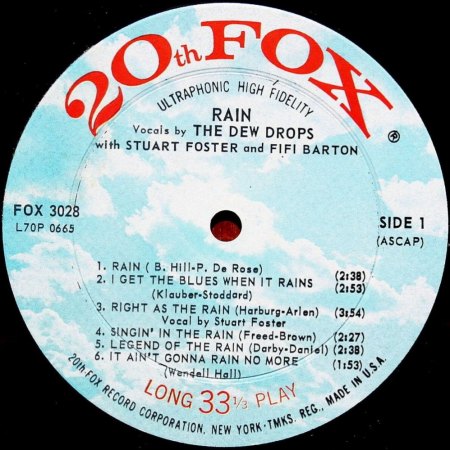 20th FOX
®
ULTRAPHONIC HIGH FIDELITY
RAIN
Vocals by THE DEW DROPS
with STUART FOSTER and FIFI BARTON
FOX 3028
L70P 0665
SIDE 1
(ASCAP)
1. RAIN ( B. Hill-P. De Rose) (2:38)
2. I GET THE BLUES WHEN IT RAINS (2:53)
(Klauber-Stoddard)
3. RIGHT AS THE RAIN (Harburg-Arlen) (3:54)
Vocal by Stuart Foster
4. SINGIN' IN THE RAIN (Freed-Brown) (2:27)
5. LEGEND OF THE RAIN (Darby-Daniel) (2:38)
6. IT AIN'T GONNA RAIN NO MORE (1:53)
(Wendell Hall)
LONG 33 1/3 PLAY
20th FOX RECORD CORPORATION, NEW YORK-TMKS. REG., MADE IN U.S.A.